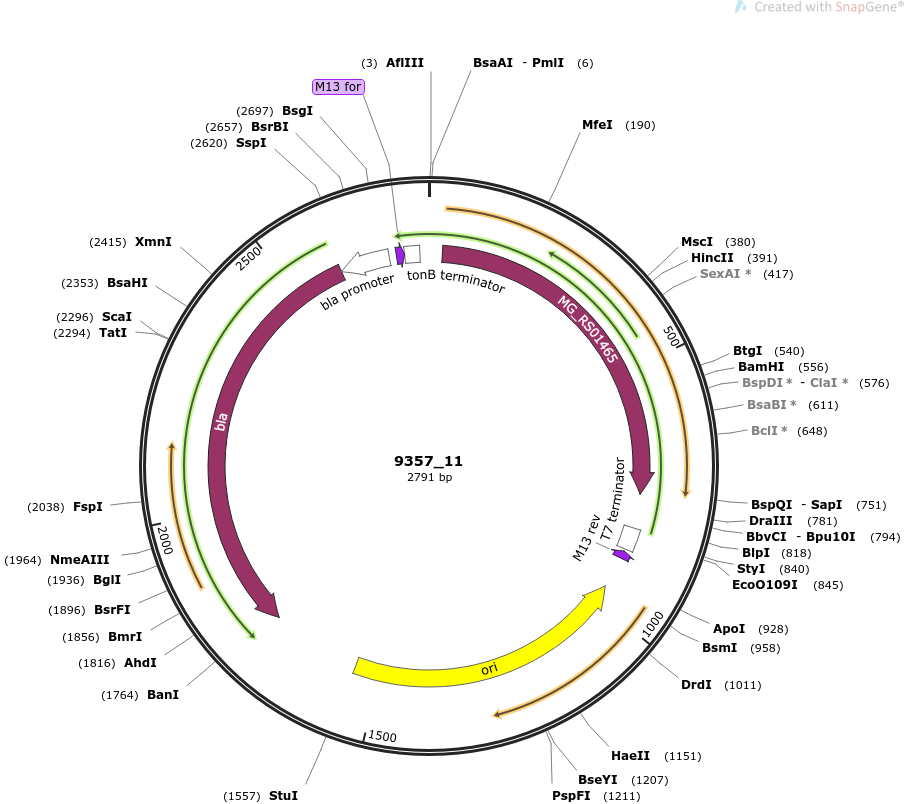 Created with SnapGene®
(3) AflIII
BsaAI - PmlI (6)
M13 for
(2697) BsgI
(2657) BsrBI
(2620) SspI
MfeI (190)
(2415) XmnI
(2353) BsaHI
(2296) ScaI
(2294) TatI
2500
bla promoter
tonB terminator
MG_RS01465
MscI (380)
HincII (391)
SexAI * (417)
500
BtgI (540)
BamHI (556)
BspDI * - ClaI * (576)
BsaBI * (611)
BclI * (648)
bla
9357_11
2791 bp
T7 terminator
M13 rev
BspQI - SapI (751)
DraIII (781)
BbvCI - Bpu10I (794)
BlpI (818)
StyI (840)
EcoO109I (845)
(2038) FspI
2000
(1964) NmeAIII
(1936) BglI
(1896) BsrFI
(1856) BmrI
(1816) AhdI
(1764) BanI
ori
1000
ApoI (928)
BsmI (958)
DrdI (1011)
1500
HaeII (1151)
BseYI (1207)
PspFI (1211)
(1557) StuI